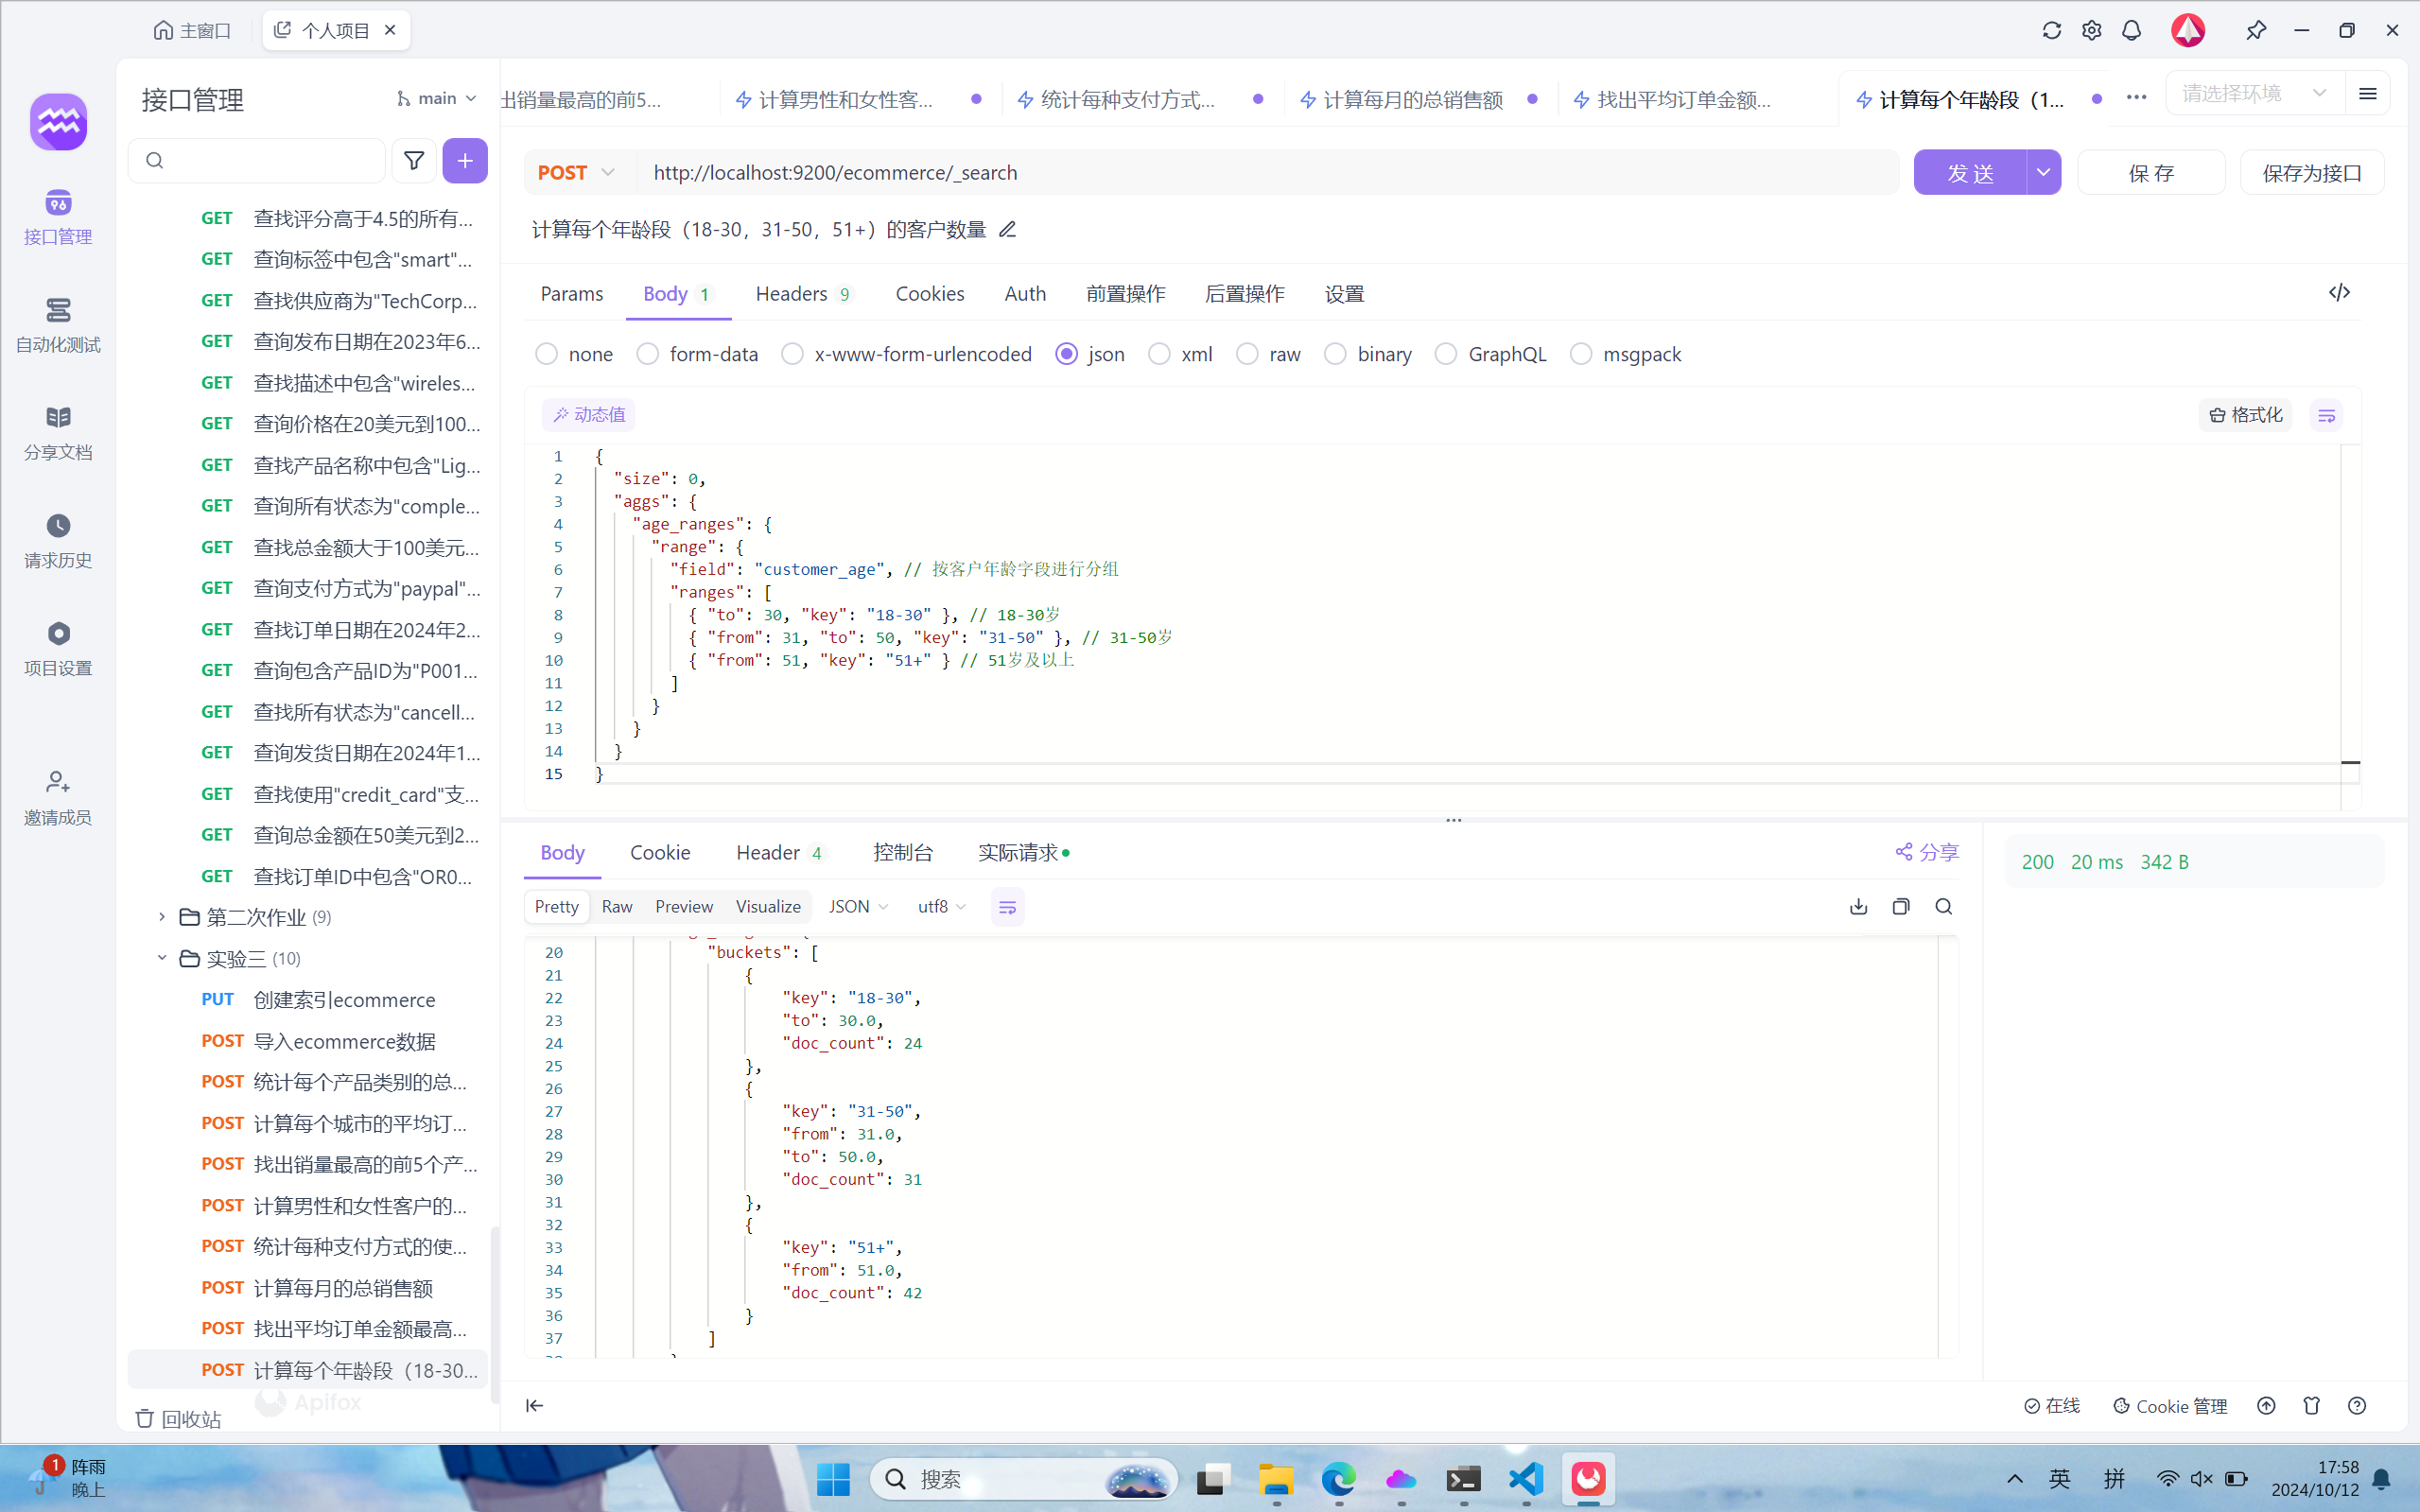 主窗口
个人项目
接口管理
main
出销量最高的前5...
计算男性和女性客...
统计每种支付方式...
计算每月的总销售额
找出平均订单金额...
计算每个年龄段（1...
请选择环境
POST
http://localhost:9200/ecommerce/_search
发 送
保 存
保存为接口
计算每个年龄段（18-30，31-50，51+）的客户数量
接口管理
自动化测试
分享文档
请求历史
项目设置
邀请成员
GET 查找评分高于4.5的所有...
GET 查询标签中包含"smart"...
GET 查找供应商为"TechCorp...
GET 查询发布日期在2023年6...
GET 查找描述中包含"wireles...
GET 查询价格在20美元到100...
GET 查找产品名称中包含"Lig...
GET 查询所有状态为"comple...
GET 查找总金额大于100美元...
GET 查询支付方式为"paypal"...
GET 查找订单日期在2024年2...
GET 查询包含产品ID为"P001...
GET 查找所有状态为"cancell...
GET 查询发货日期在2024年1...
GET 查找使用"credit_card"支...
GET 查询总金额在50美元到2...
GET 查找订单ID中包含"OR0...
第二次作业 (9)
实验三 (10)
PUT 创建索引ecommerce
POST 导入ecommerce数据
POST 统计每个产品类别的总...
POST 计算每个城市的平均订...
POST 找出销量最高的前5个产...
POST 计算男性和女性客户的...
POST 统计每种支付方式的使...
POST 计算每月的总销售额
POST 找出平均订单金额最高...
POST 计算每个年龄段（18-30...
Apifox
回收站
Params Body 1 Headers 9 Cookies Auth 前置操作 后置操作 设置
none form-data x-www-form-urlencoded json xml raw binary GraphQL msgpack
动态值
格式化
1 {
2 "size": 0,
3 "aggs": {
4 "age_ranges": {
5 "range": {
6 "field": "customer_age", // 按客户年龄字段进行分组
7 "ranges": [
8 { "to": 30, "key": "18-30" }, // 18-30岁
9 { "from": 31, "to": 50, "key": "31-50" }, // 31-50岁
10 { "from": 51, "key": "51+" } // 51岁及以上
11 ]
12 }
13 }
14 }
15 }
Body Cookie Header 4 控制台 实际请求
分享
200 20 ms 342 B
Pretty Raw Preview Visualize JSON utf8
20 "buckets": [
21 {
22 "key": "18-30",
23 "to": 30.0,
24 "doc_count": 24
25 },
26 {
27 "key": "31-50",
28 "from": 31.0,
29 "to": 50.0,
30 "doc_count": 31
31 },
32 {
33 "key": "51+",
34 "from": 51.0,
35 "doc_count": 42
36 }
37 ]
在线
Cookie 管理
1
阵雨
晚上
搜索
英
拼
17:58
2024/10/12